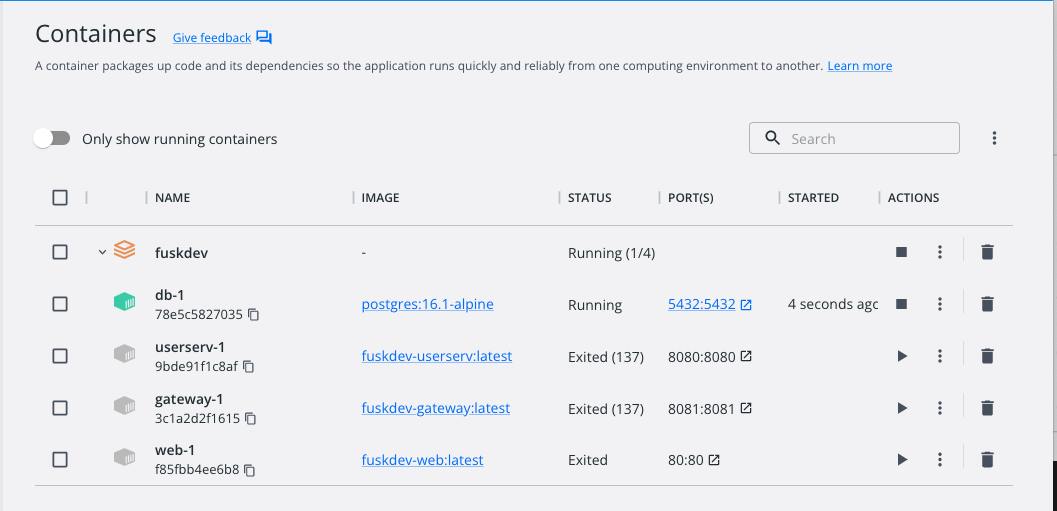 Containers Give feedback
A container packages up code and its dependencies so the application runs quickly and reliably from one computing environment to another. Learn more
Only show running containers Search
NAME IMAGE STATUS PORT(S) STARTED ACTIONS
fuskdev - Running (1/4)
db-1
78e5c5827035 postgres:16.1-alpine Running 5432:5432 4 seconds agc
userserv-1
9bde91f1c8af fuskdev-userserv:latest Exited (137) 8080:8080
gateway-1
3c1a2d2f1615 fuskdev-gateway:latest Exited (137) 8081:8081
web-1
f85fbb4ee6b8 fuskdev-web:latest Exited 80:80